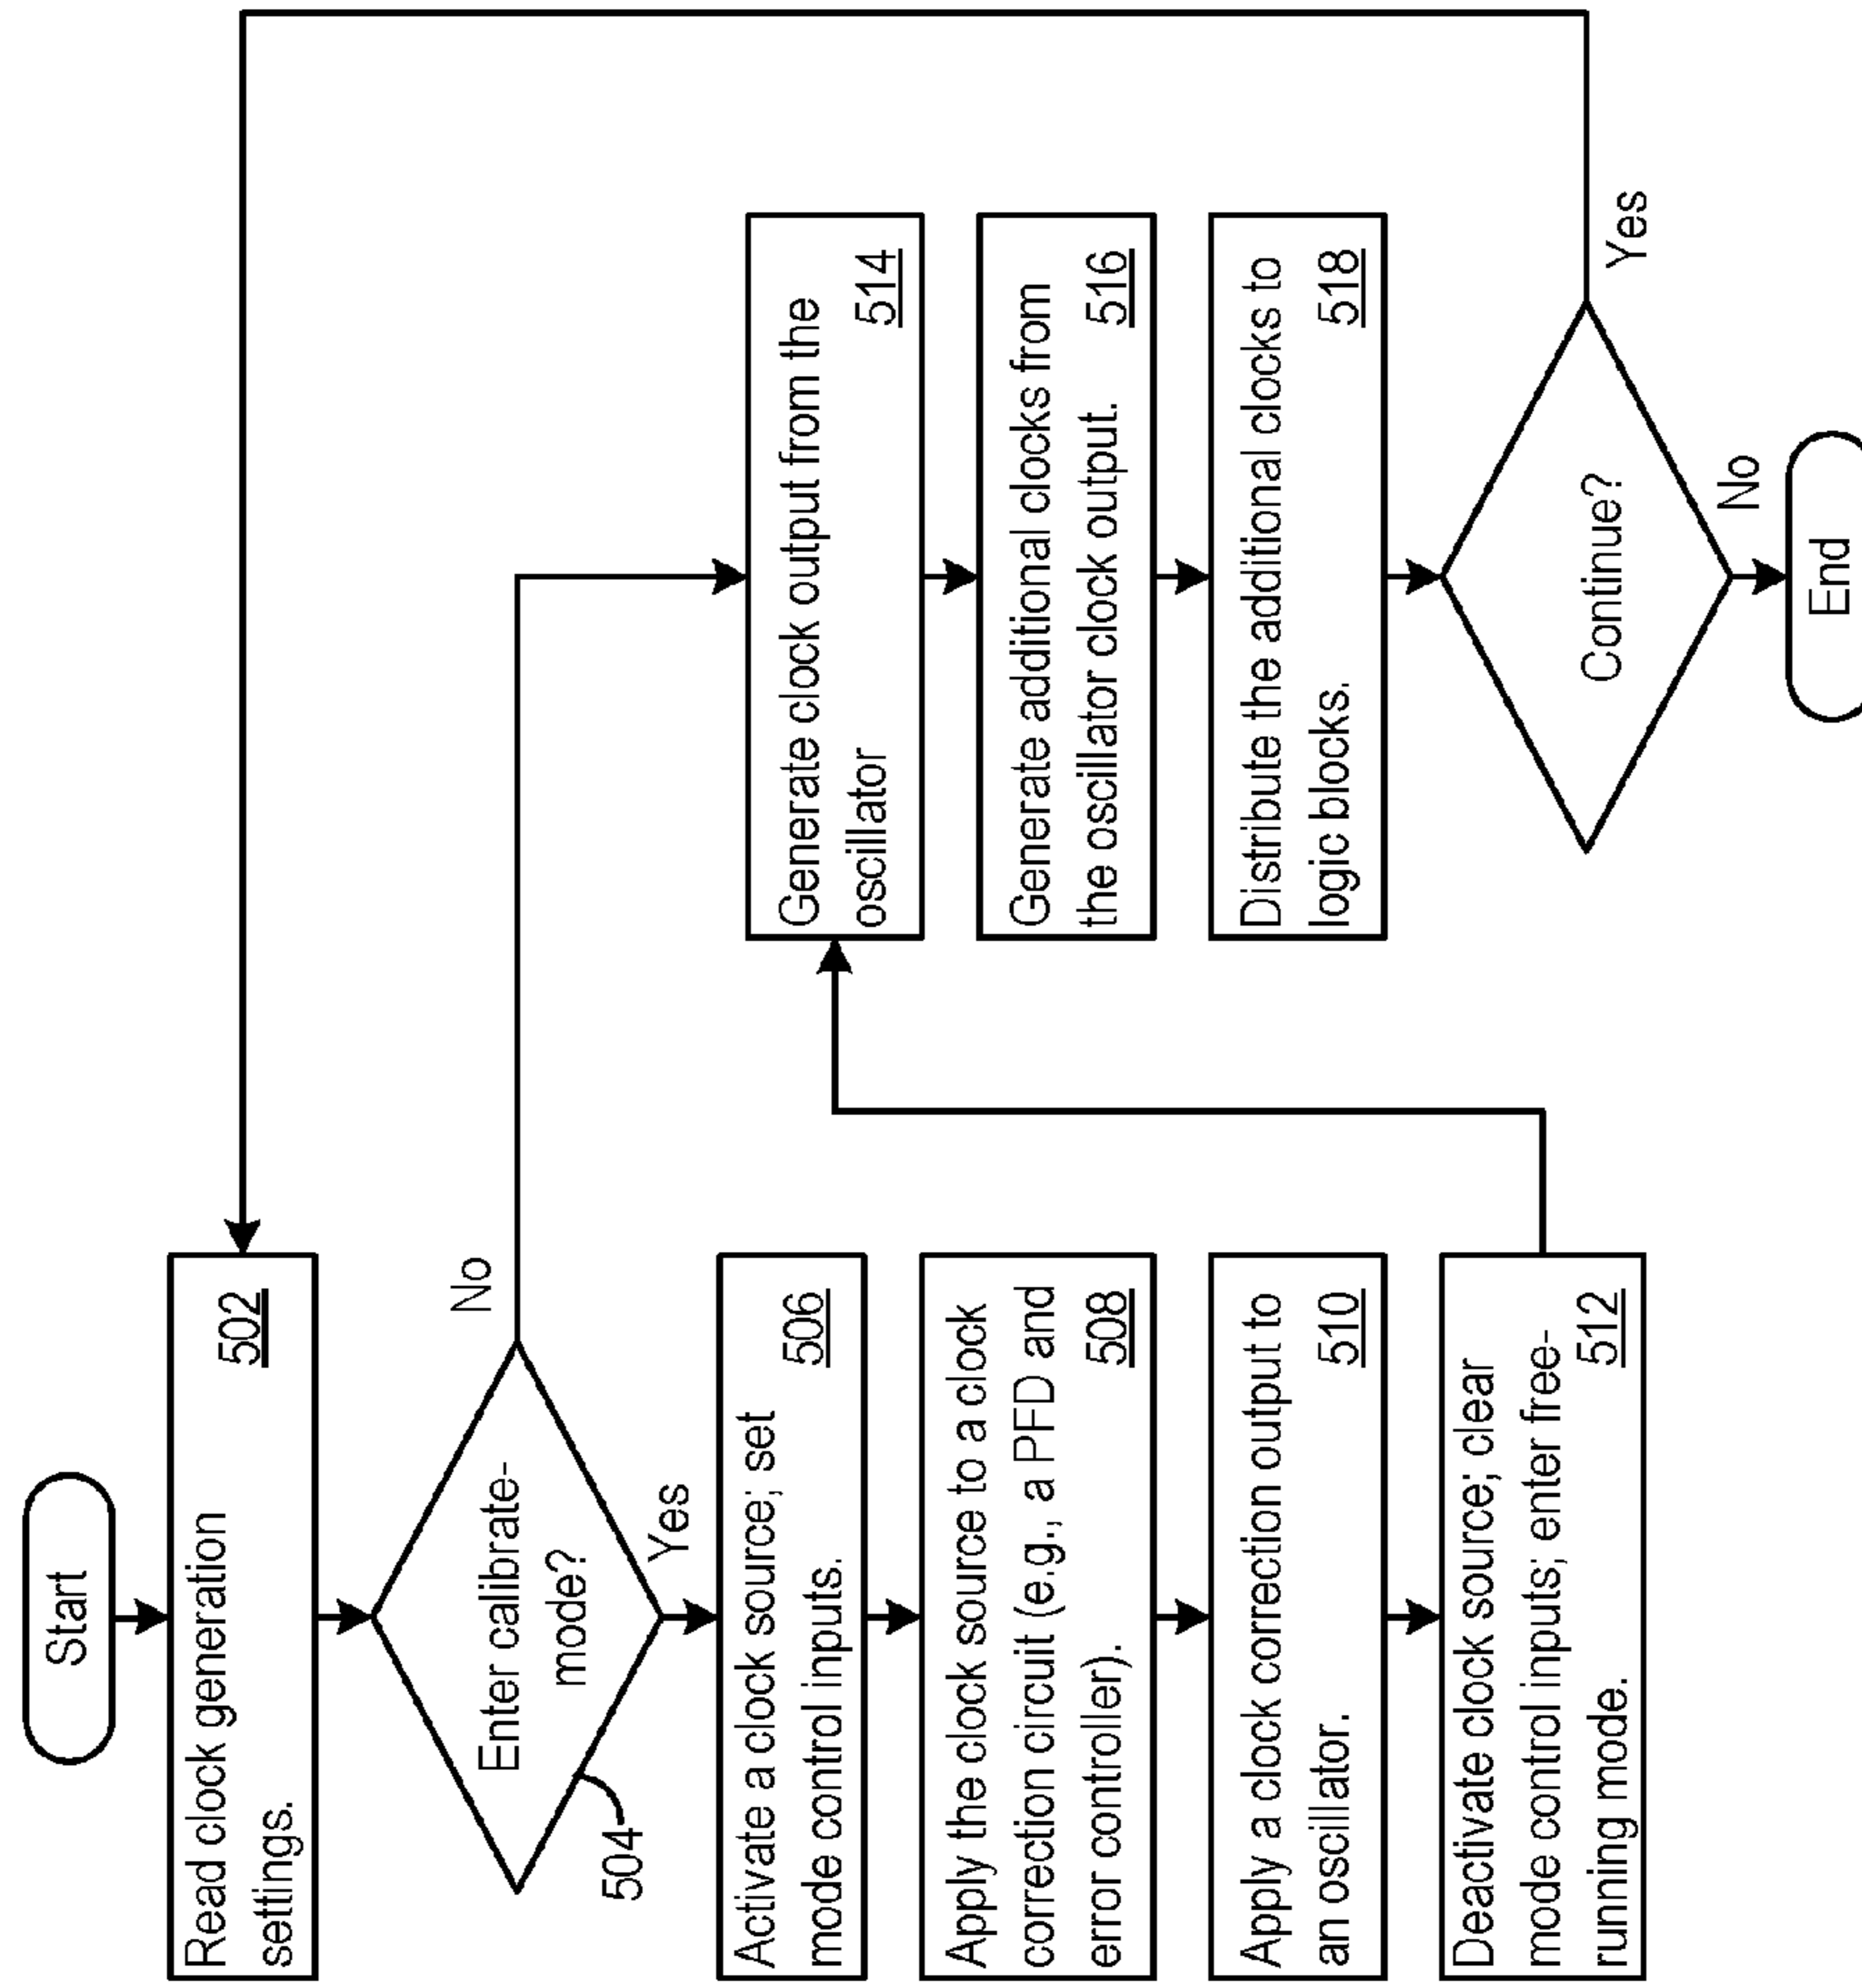 Start
Read clock generation
settings.
502
Enter calibrate-
mode?
504
No
Yes
Activate a clock source; set
mode control inputs.
506
Apply the clock source to a clock
correction circuit (e.g., a PFD and
error controller).
508
Apply a clock correction output to
an oscillator.
510
Deactivate clock source; clear
mode control inputs; enter free-
running mode.
512
Generate clock output from the
oscillator
514
Generate additional clocks from
the oscillator clock output.
516
Distribute the additional clocks to
logic blocks.
518
Continue?
Yes
No
End